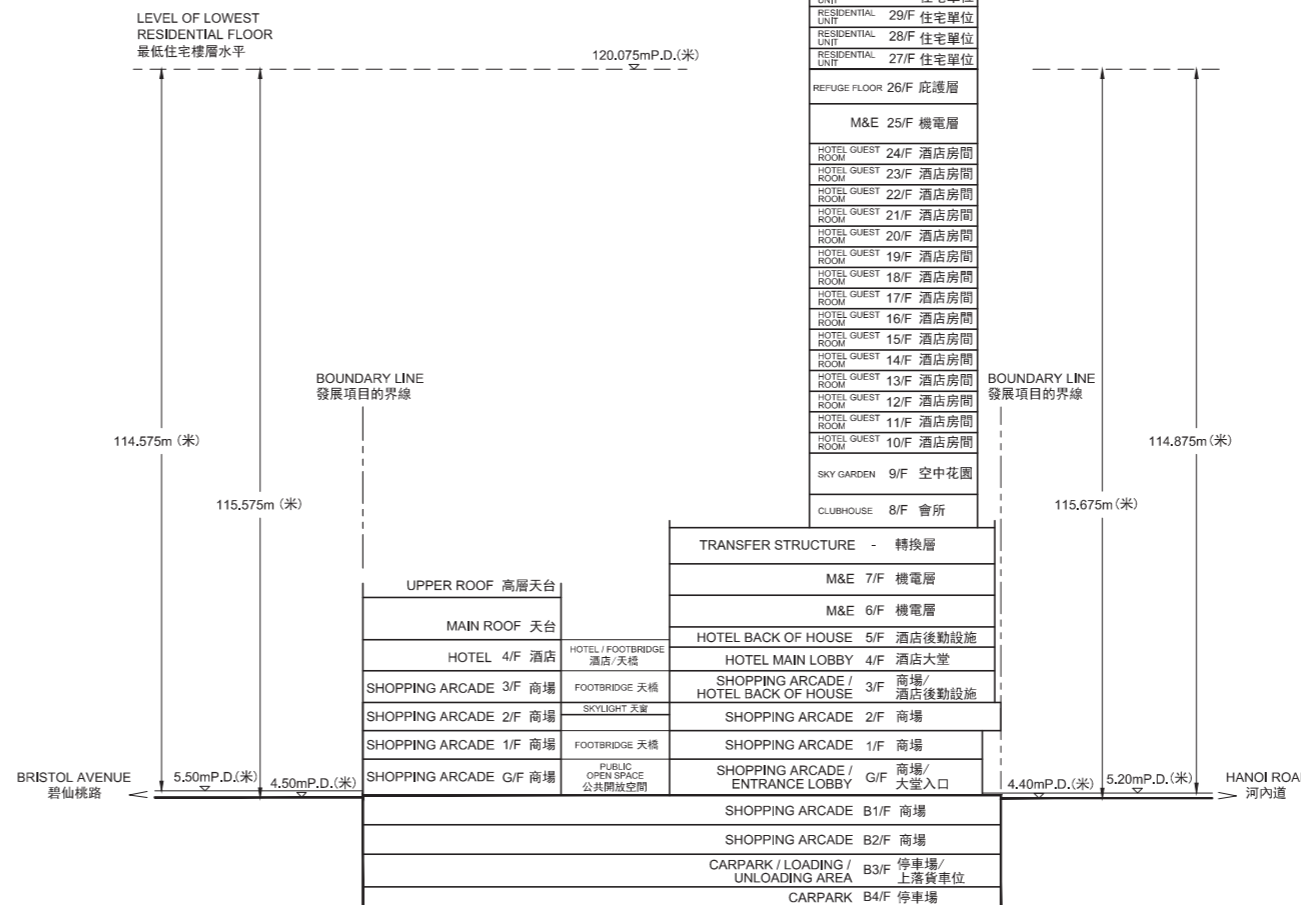 LEVEL OF LOWEST
RESIDENTIAL FLOOR
最低住宅樓層水平
120.075mP.D.(米)
RESIDENTIAL UNIT 29/F 住宅單位
RESIDENTIAL UNIT 28/F 住宅單位
RESIDENTIAL UNIT 27/F 住宅單位
REFUGE FLOOR 26/F 庇護層
M&E 25/F 機電層
HOTEL GUEST ROOM 24/F 酒店房間
HOTEL GUEST ROOM 23/F 酒店房間
HOTEL GUEST ROOM 22/F 酒店房間
HOTEL GUEST ROOM 21/F 酒店房間
HOTEL GUEST ROOM 20/F 酒店房間
HOTEL GUEST ROOM 19/F 酒店房間
HOTEL GUEST ROOM 18/F 酒店房間
HOTEL GUEST ROOM 17/F 酒店房間
HOTEL GUEST ROOM 16/F 酒店房間
HOTEL GUEST ROOM 15/F 酒店房間
HOTEL GUEST ROOM 14/F 酒店房間
HOTEL GUEST ROOM 13/F 酒店房間
HOTEL GUEST ROOM 12/F 酒店房間
HOTEL GUEST ROOM 11/F 酒店房間
HOTEL GUEST ROOM 10/F 酒店房間
SKY GARDEN 9/F 空中花園
CLUBHOUSE 8/F 會所
BOUNDARY LINE
發展項目的界線
BOUNDARY LINE
發展項目的界線
114.575m (米)
115.575m (米)
115.675m(米)
114.875m(米)
TRANSFER STRUCTURE - 轉換層
M&E 7/F 機電層
M&E 6/F 機電層
HOTEL BACK OF HOUSE 5/F 酒店後勤設施
HOTEL MAIN LOBBY 4/F 酒店大堂
SHOPPING ARCADE /
HOTEL BACK OF HOUSE 3/F 商場/
酒店後勤設施
SHOPPING ARCADE 2/F 商場
SHOPPING ARCADE 1/F 商場
SHOPPING ARCADE /
ENTRANCE LOBBY G/F 商場/
大堂入口
UPPER ROOF 高層天台
MAIN ROOF 天台
HOTEL 4/F 酒店
SHOPPING ARCADE 3/F 商場
SHOPPING ARCADE 2/F 商場
SHOPPING ARCADE 1/F 商場
SHOPPING ARCADE G/F 商場
HOTEL / FOOTBRIDGE
酒店/天橋
FOOTBRIDGE 天橋
SKYLIGHT 天窗
FOOTBRIDGE 天橋
PUBLIC
OPEN SPACE
公共開放空間
BRISTOL AVENUE
碧仙桃路
5.50mP.D.(米)
4.50mP.D.(米)
4.40mP.D.(米)
5.20mP.D.(米)
HANOI ROA
河內道
SHOPPING ARCADE B1/F 商場
SHOPPING ARCADE B2/F 商場
CARPARK / LOADING /
UNLOADING AREA B3/F 停車場/
上落貨車位
CARPARK B4/F 停車場